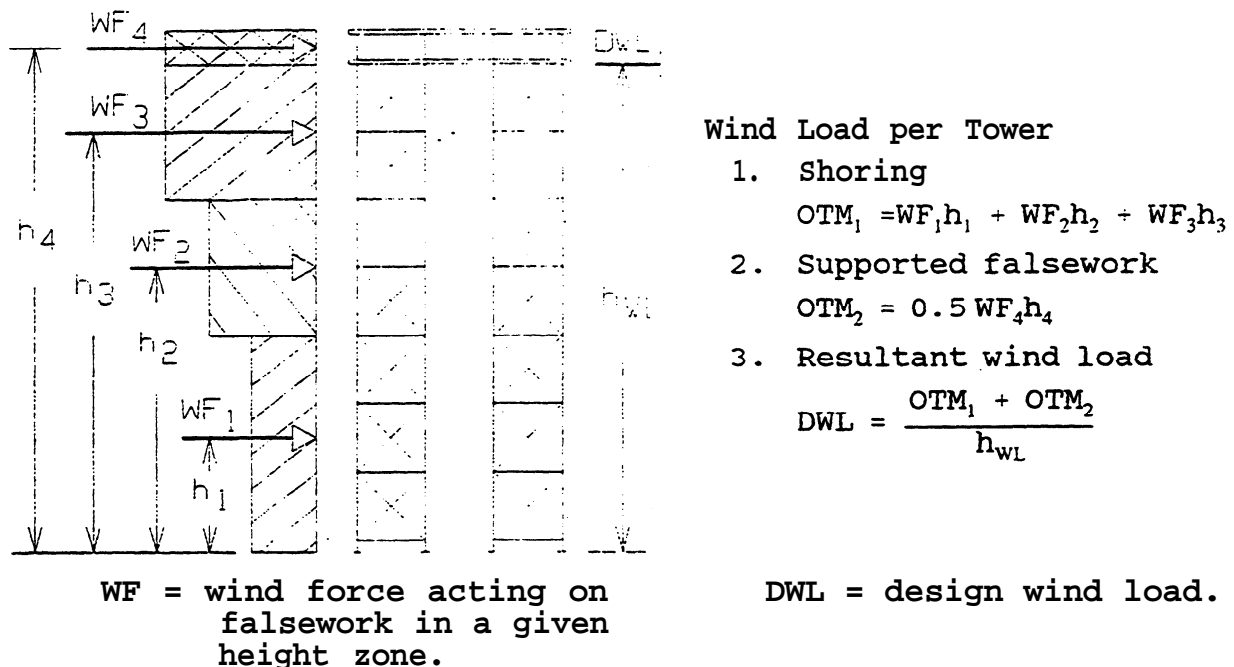 WF4
DWL
WF3
Wind Load per Tower
1. Shoring
OTM₁ =WF₁h₁ + WF₂h₂ + WF₃h₃
h4
WF2
2. Supported falsework
h3
hWL
OTM₂ = 0.5 WF₄h₄
h2
3. Resultant wind load
WF1
DWL = OTM₁ + OTM₂
h_WL
h1
WF = wind force acting on
falsework in a given
height zone.
DWL = design wind load.